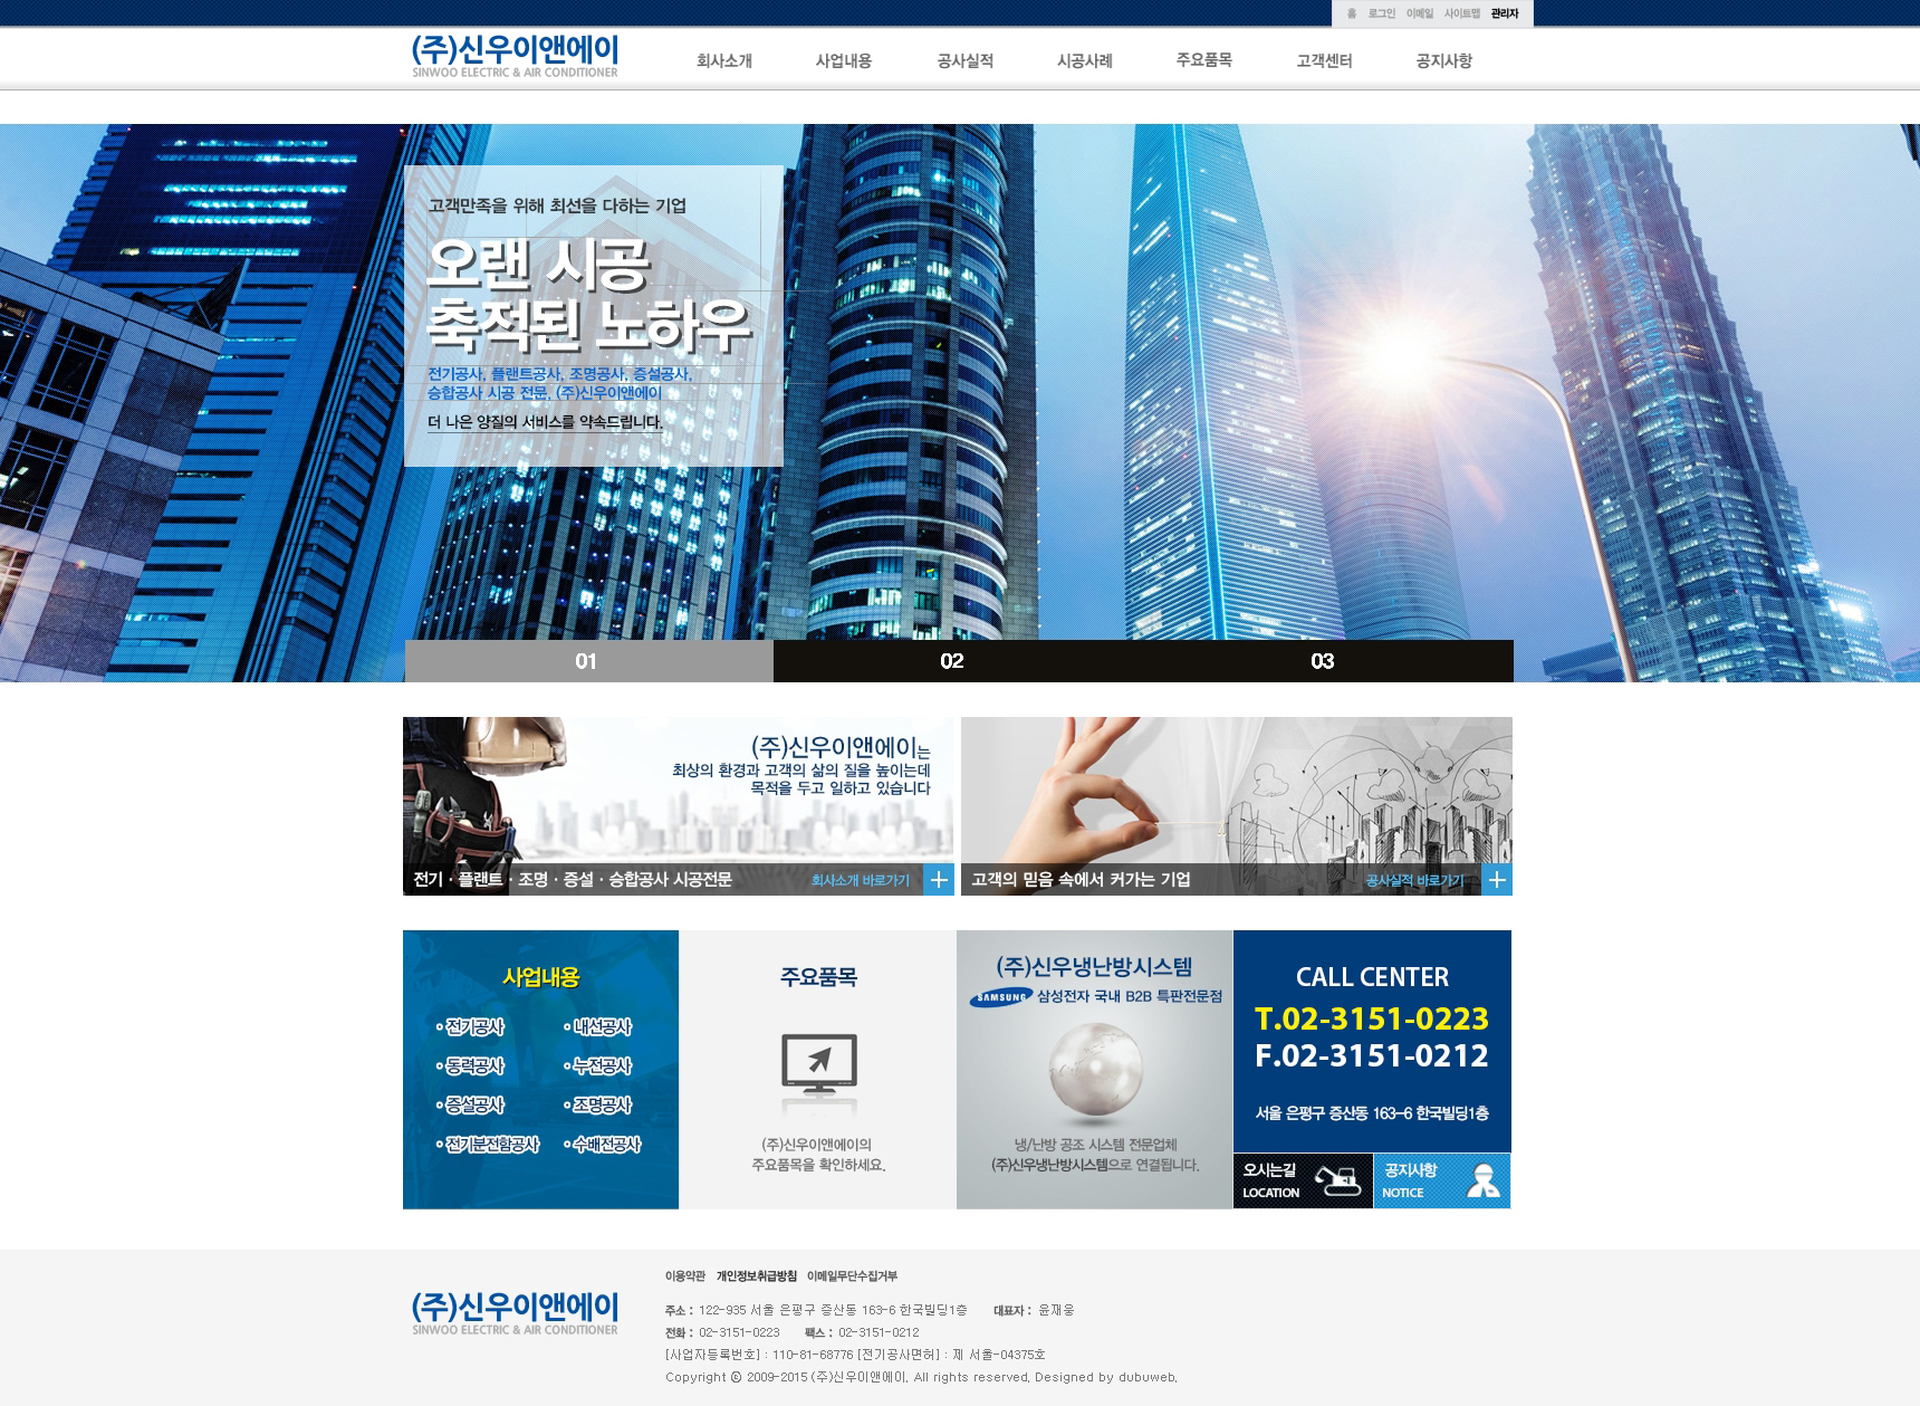 홈 로그인 이메일 사이트맵 관리자
(주)신우이앤에이
SINWOO ELECTRIC & AIR CONDITIONER
회사소개 사업내용 공사실적 시공사례 주요품목 고객센터 공지사항
고객만족을 위해 최선을 다하는 기업
오랜 시공
축적된 노하우
전기공사, 플랜트공사, 조명공사, 증설공사,
승합공사 시공 전문, (주)신우이앤에이
더 나은 양질의 서비스를 약속드립니다.
01 02 03
(주)신우이앤에이는
최상의 환경과 고객의 삶의 질을 높이는데
목적을 두고 일하고 있습니다
전기 · 플랜트 · 조명 · 증설 · 승합공사 시공전문 회사소개 바로가기
고객의 믿음 속에서 커가는 기업 공사실적 바로가기
사업내용
• 전기공사 • 내선공사
• 동력공사 • 누전공사
• 증설공사 • 조명공사
• 전기분전함공사 • 수배전공사
주요품목
(주)신우이앤에이의
주요품목을 확인하세요.
(주)신우냉난방시스템
SAMSUNG 삼성전자 국내 B2B 특판전문점
냉/난방 공조 시스템 전문업체
(주)신우냉난방시스템으로 연결됩니다.
CALL CENTER
T.02-3151-0223
F.02-3151-0212
서울 은평구 증산동 163-6 한국빌딩1층
오시는길
LOCATION
공지사항
NOTICE
(주)신우이앤에이
SINWOO ELECTRIC & AIR CONDITIONER
이용약관 개인정보취급방침 이메일무단수집거부
주소 : 122-935 서울 은평구 증산동 163-6 한국빌딩1층 대표자 : 윤재웅
전화 : 02-3151-0223 팩스 : 02-3151-0212
[사업자등록번호] : 110-81-68776 [전기공사면허] : 제 서울-04375호
Copyright ⓒ 2009-2015 (주)신우이앤에이. All rights reserved. Designed by dubuweb.